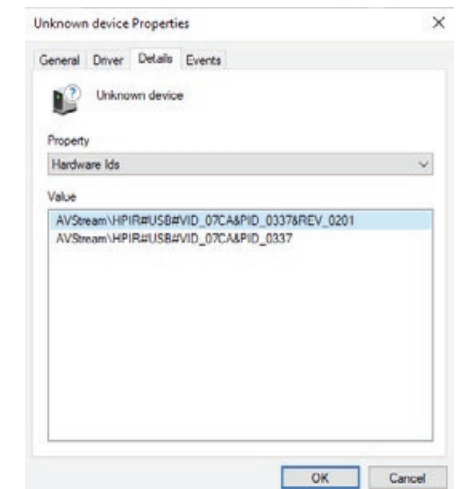 Unknown device Properties
General Driver Details Events
Unknown device
Property
Hardware Ids
Value
AVStream\HPIR#USB#VID_07CA&PID_0337&REV_0201
AVStream\HPIR#USB#VID_07CA&PID_0337
OK Cancel